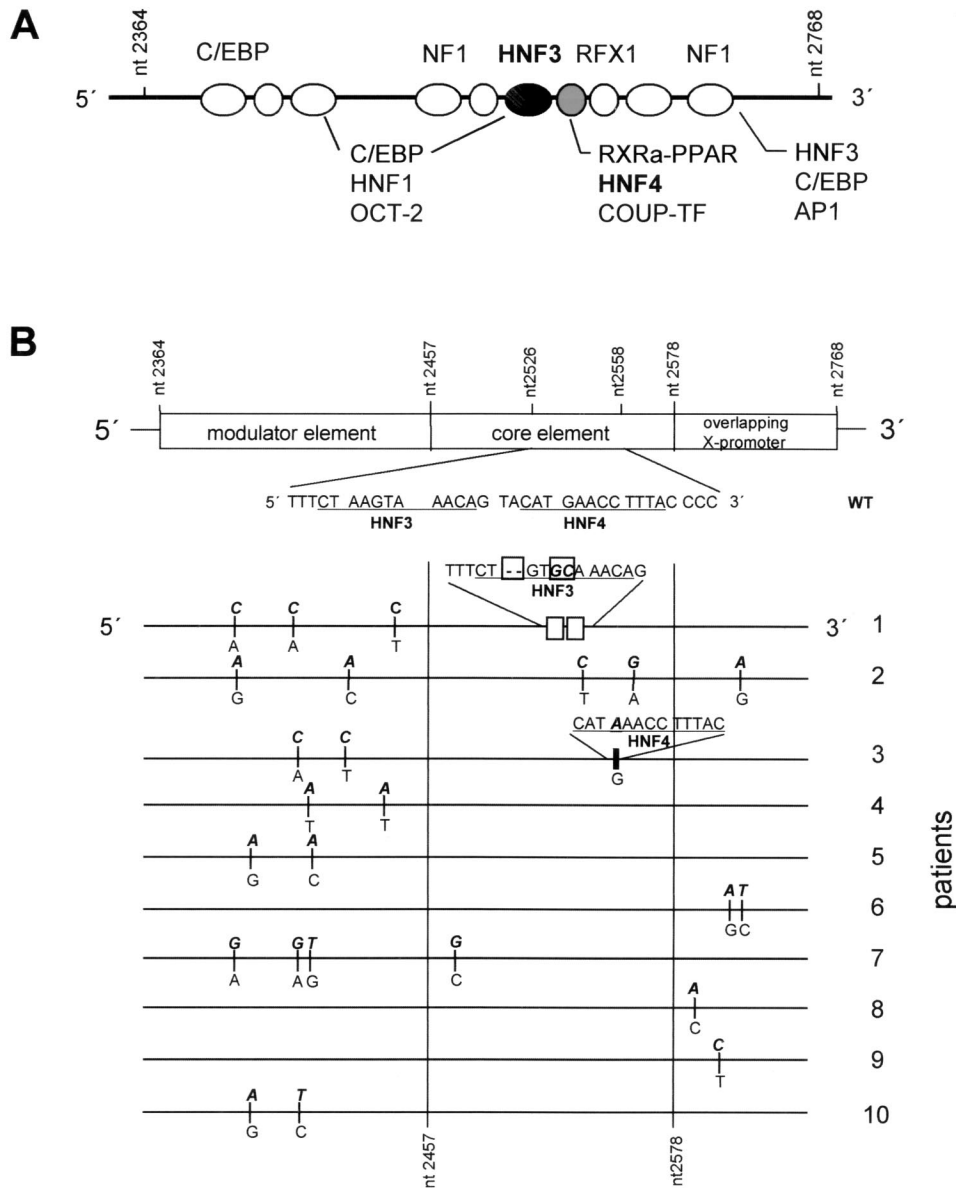 A
nt 2364
nt 2768
C/EBP NF1 HNF3 RFX1 NF1
5´ 3´
C/EBP
HNF1
OCT-2
RXRa-PPAR
HNF4
COUP-TF
HNF3
C/EBP
AP1
B
nt 2364
nt 2457
nt2526
nt2558
nt 2578
nt 2768
5´ modulator element core element overlapping X-promoter 3´
5´ TTTCT AAGTA AACAG TACAT GAACC TTTAC CCC 3´ WT
HNF3 HNF4
TTTCT -- GTGCA AACAG
HNF3
C C C
5´ 3´ 1
A A T
A A C G A
2
G C T A G
CAT AAACC TTTAC
HNF4
C C
3
A T G
A A
4
T T
A A
5
G C
A T
6
G C
G G T G
7
A A G C
A
8
C
C
9
T
A T
10
G C
nt 2457
nt2578
patients